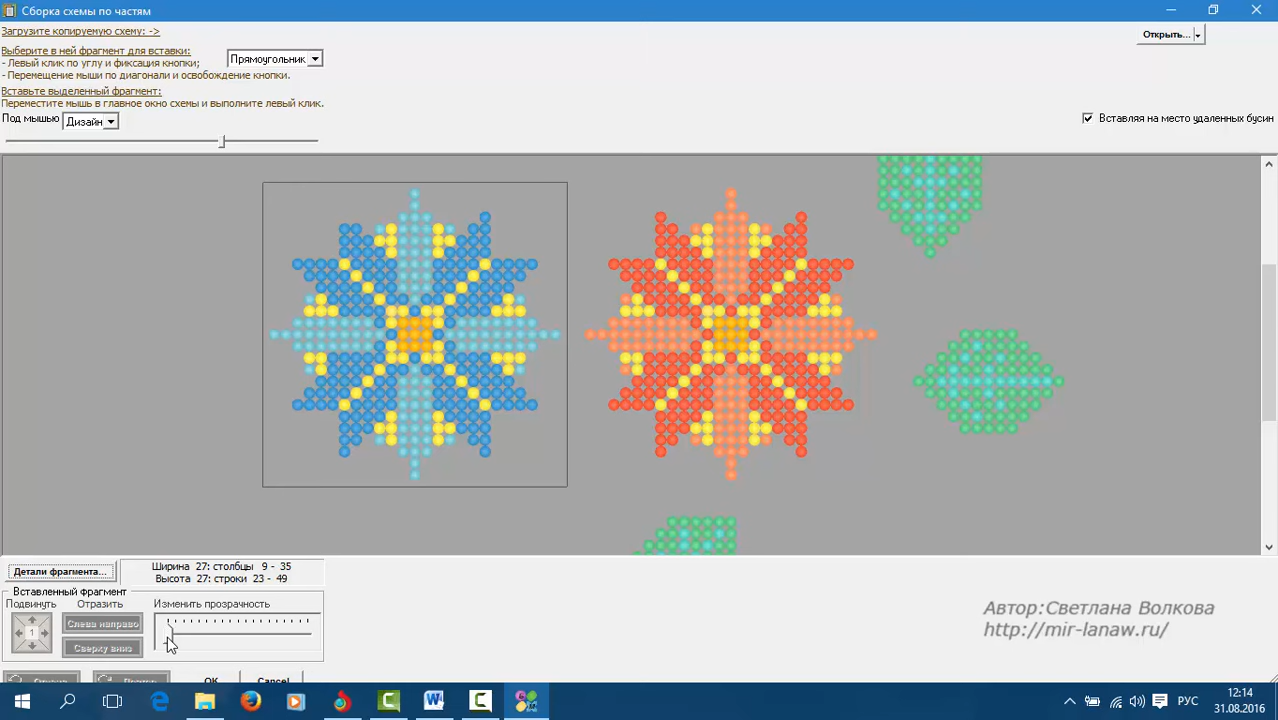 Сборка схемы по частям
Загрузите копируемую схему: ->
Открыть...
Выберите в ней фрагмент для вставки:
Прямоугольник
- Левый клик по углу и фиксация кнопки;
- Перемещение мыши по диагонали и освобождение кнопки.
Вставьте выделенный фрагмент:
Переместите мышь в главное окно схемы и выполните левый клик.
Под мышью Дизайн
Вставляя на место удаленных бусин
Детали фрагмента...
Ширина 27: столбцы 9 - 35
Высота 27: строки 23 - 49
Вставленный фрагмент
Подвинуть Отразить Изменить прозрачность
1
Слева направо
Сверху вниз
OK Cancel
Автор:Светлана Волкова
http://mir-lanaw.ru/
РУС
12:14
31.08.2016